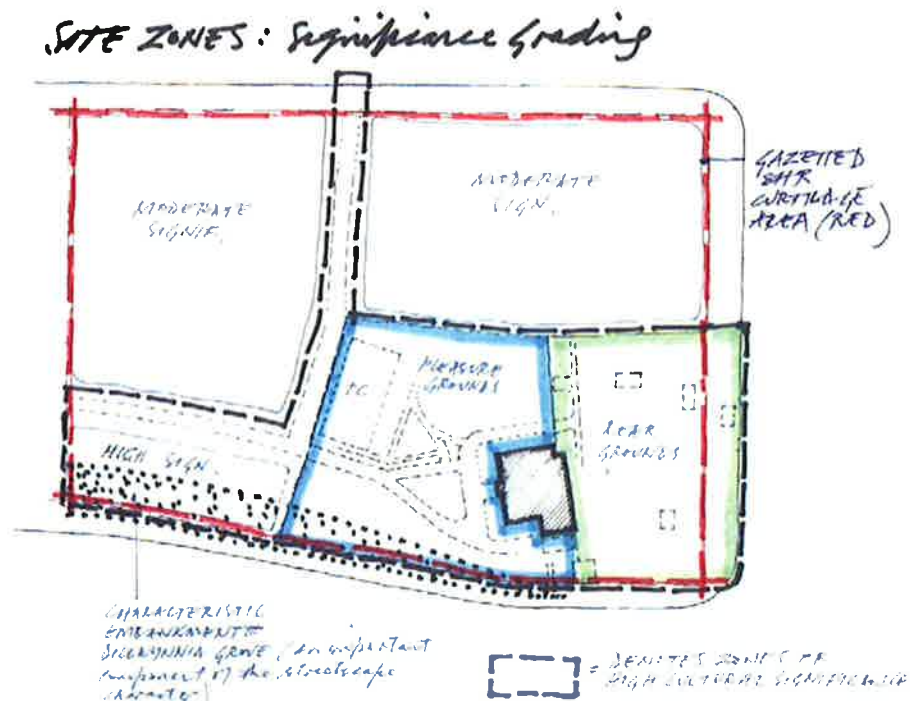 SITE ZONES: Significance Grading
MODERATE
SIGNIF.
MODERATE
SIGN.
GAZETTED
SHR
CURTILAGE
AREA (RED)
PLEASURE
GROUNDS
T.C.
REAR
GROUNDS
HIGH SIGN.
CHARACTERISTIC
EMBANKMENT
GROVE (an important
component of the streetscape
character)
= DENOTES ZONES OF
HIGH CULTURAL SIGNIFICANCE